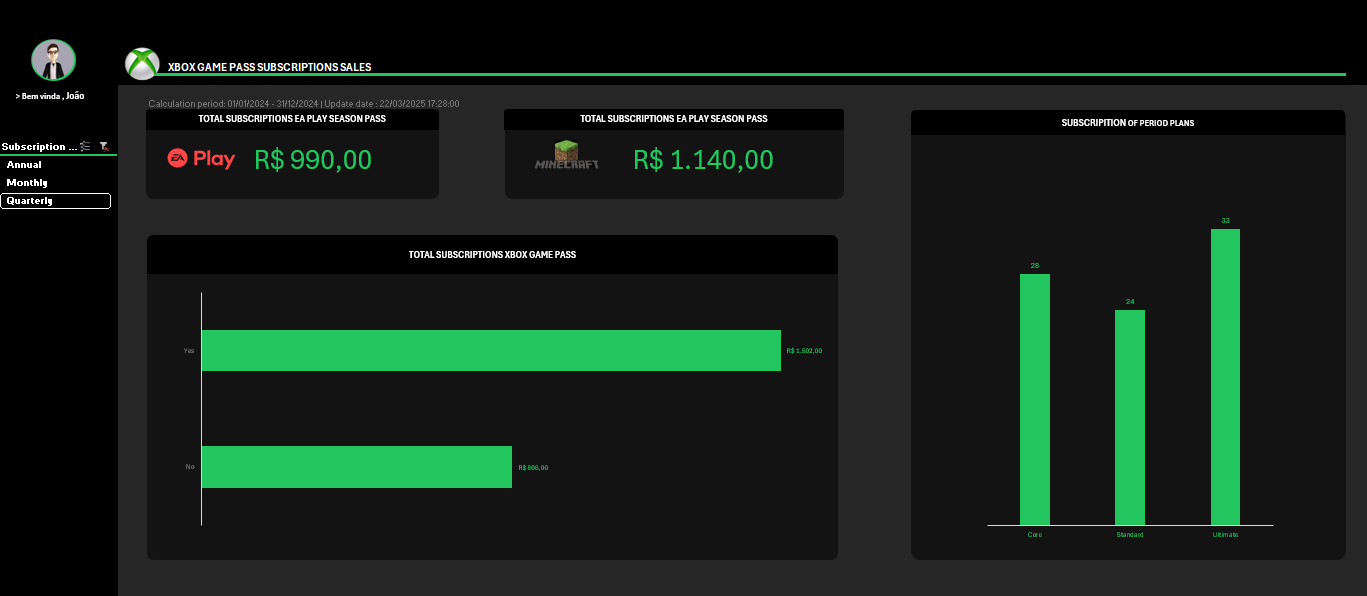 XBOX GAME PASS SUBSCRIPTIONS SALES
> Bem vinda , João
Calculation period: 01/01/2024 - 31/12/2024 | Update date : 22/03/2025 17:28:00
Subscription ...
Annual
Monthly
Quarterly
TOTAL SUBSCRIPTIONS EA PLAY SEASON PASS
EA Play
R$ 990,00
TOTAL SUBSCRIPTIONS EA PLAY SEASON PASS
MINECRAFT
R$ 1.140,00
TOTAL SUBSCRIPTIONS XBOX GAME PASS
Yes
R$ 1.502,00
No
SUBSCRIPITION OF PERIOD PLANS
33
28
24
Core
Standard
Ultimate